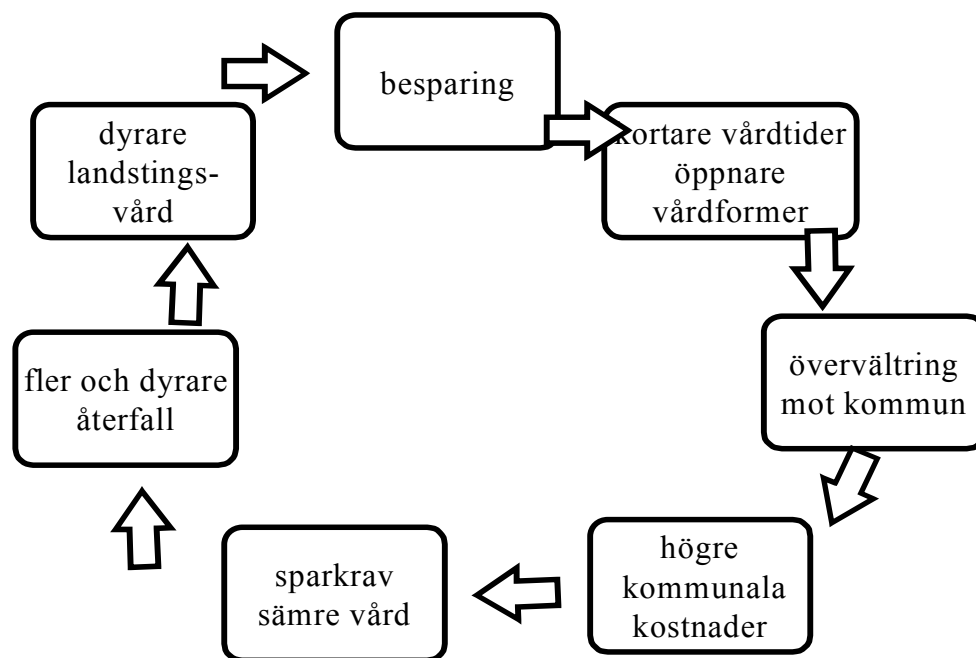 besparing
kortare vårdtider
öppnare
vårdformer
övervältring
mot kommun
högre
kommunala
kostnader
sparkrav
sämre vård
fler och dyrare
återfall
dyrare
landstings-
vård